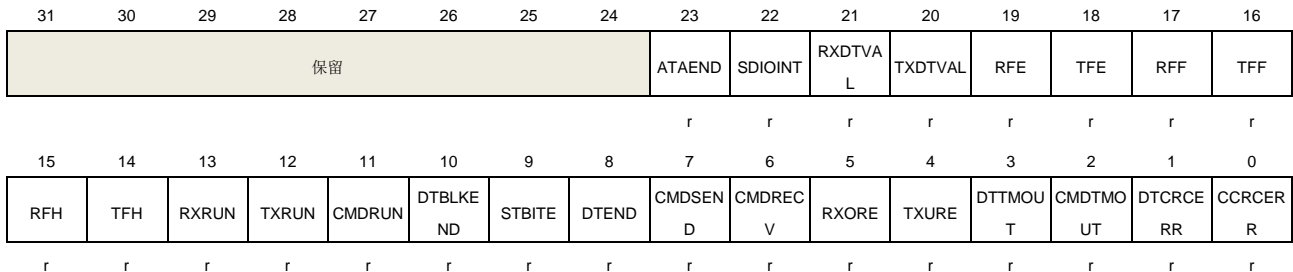 31 30 29 28 27 26 25 24 23 22 21 20 19 18 17 16
保留 ATAEND SDIOINT RXDTVA L TXDTVAL RFE TFE RFF TFF
r r r r r r r r
15 14 13 12 11 10 9 8 7 6 5 4 3 2 1 0
RFH TFH RXRUN TXRUN CMDRUN DTBLKE ND STBITE DTEND CMDSEN D CMDREC V RXORE TXURE DTTMOU T CMDTMO UT DTCRCE RR CCRCER R
r r r r r r r r r r r r r r r r